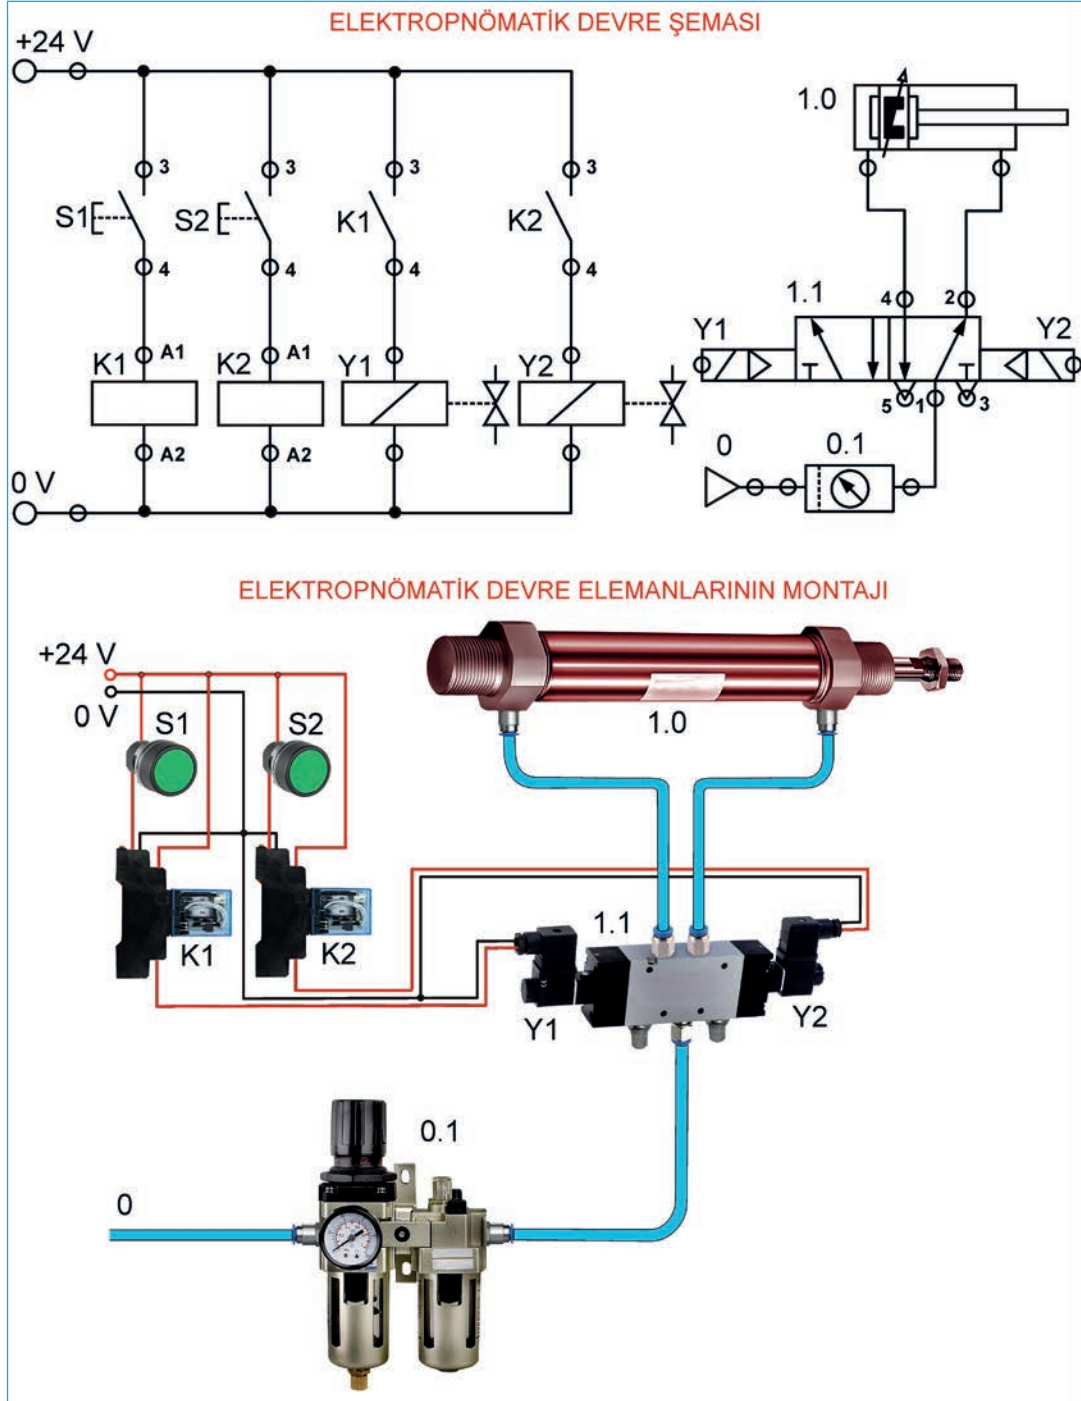 ELEKTROPNÖMATİK DEVRE ŞEMASI
+24 V
1.0
3 3 3 3
S1 S2 K1 K2
4 4 4 4
1.1 4 2
Y1 Y2
A1 A1
K1 K2 Y1 Y2
5 1 3
A2 A2
0 0.1
0 V
ELEKTROPNÖMATİK DEVRE ELEMANLARININ MONTAJI
+24 V
0 V
S1 S2 1.0
1.1
K1 K2
Y1 Y2
0.1
0